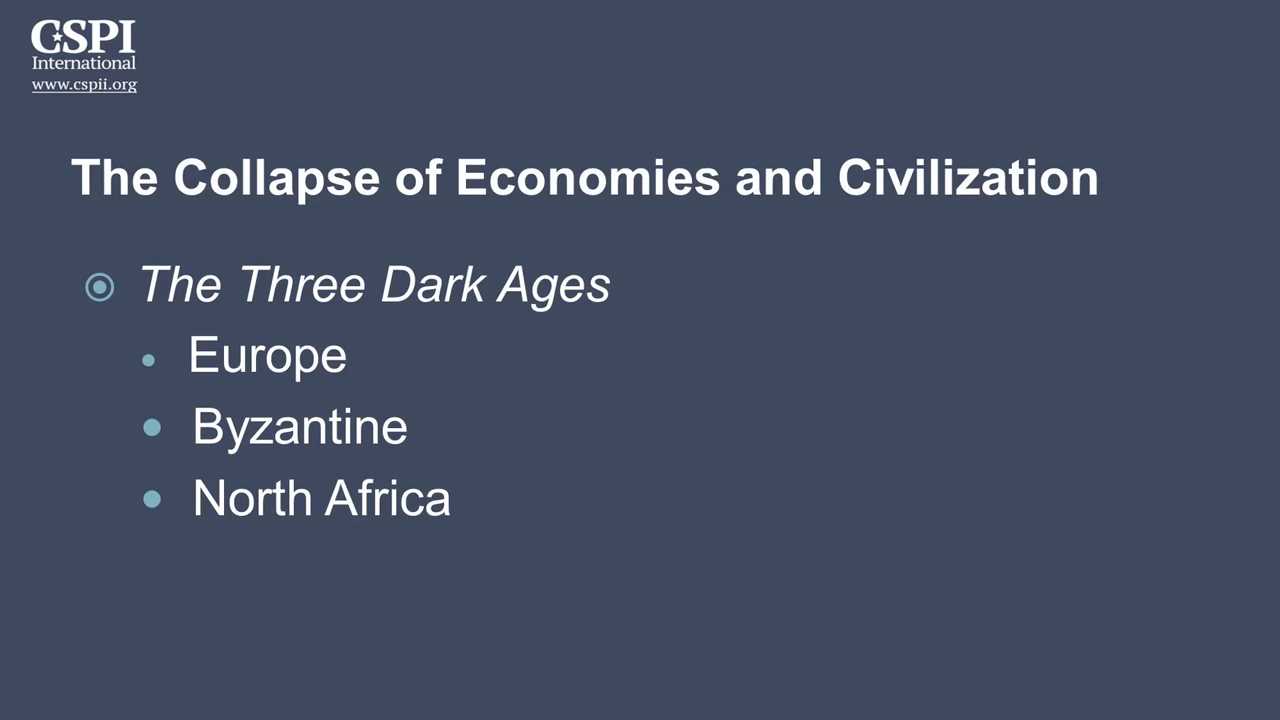 CSPI
International
www.cspii.org
The Collapse of Economies and Civilization
The Three Dark Ages
Europe
Byzantine
North Africa